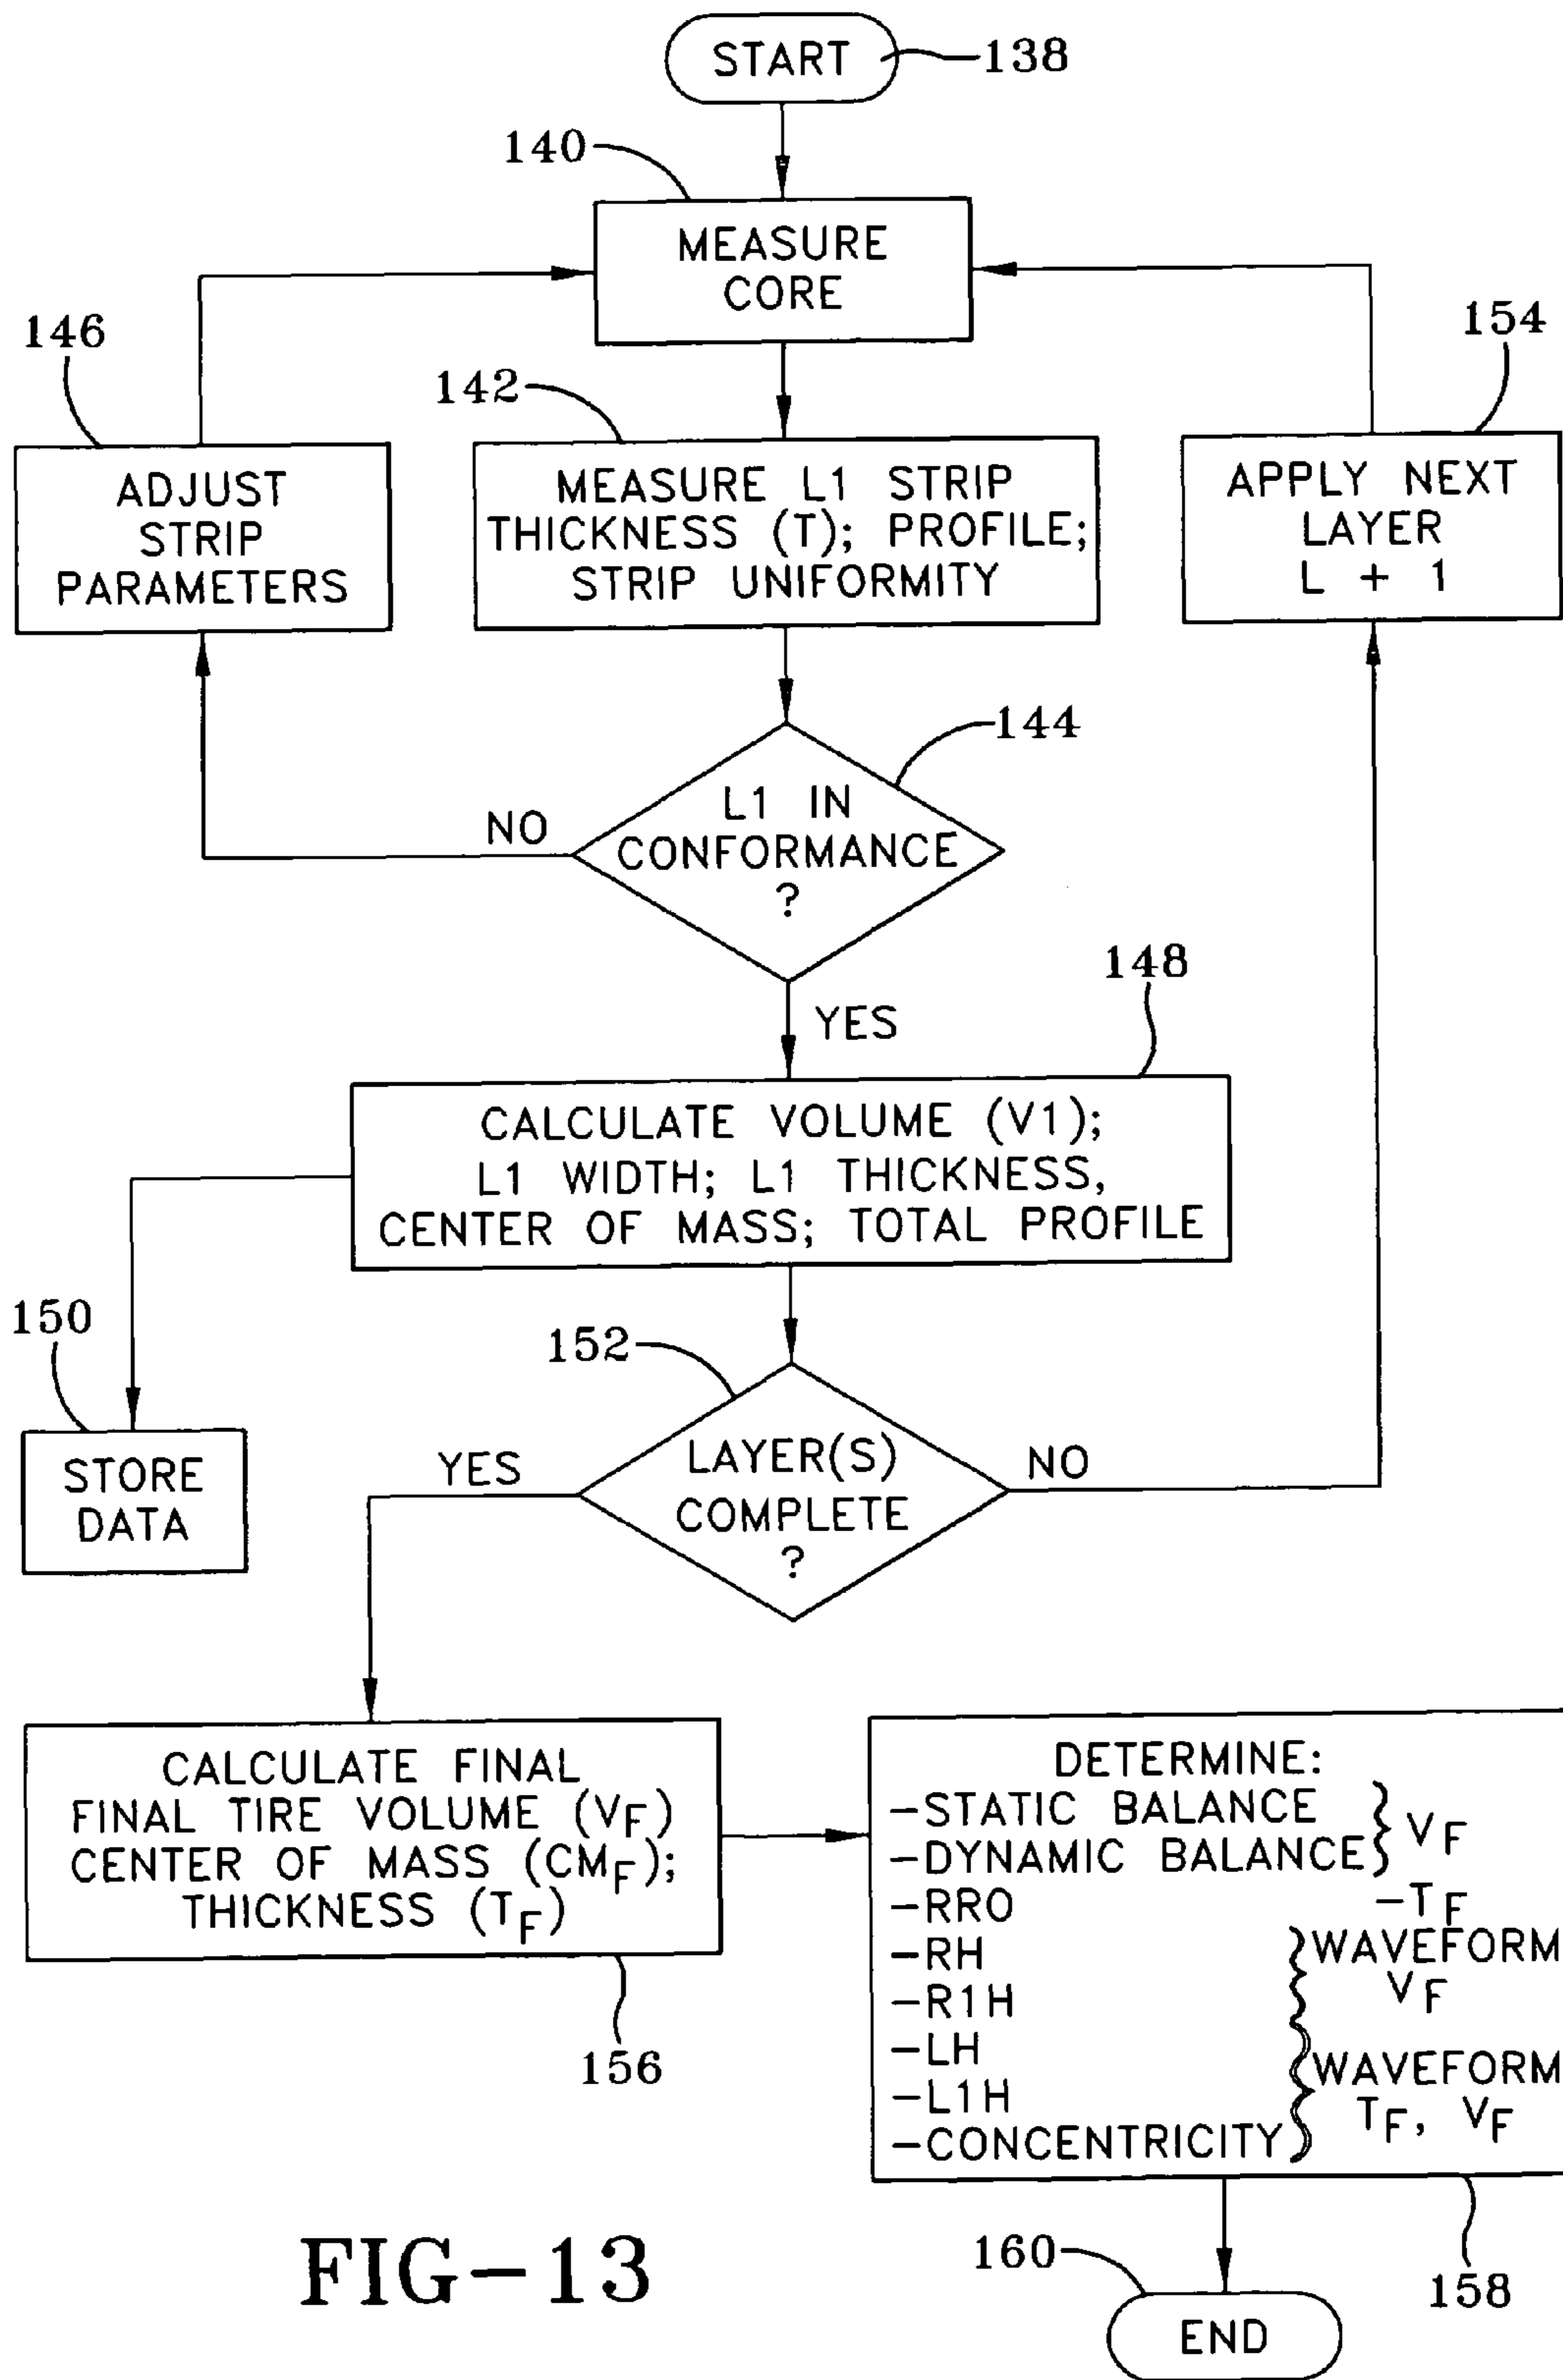 START
138
140
MEASURE
CORE
146
154
142
ADJUST
STRIP
PARAMETERS
MEASURE L1 STRIP
THICKNESS (T); PROFILE;
STRIP UNIFORMITY
APPLY NEXT
LAYER
L + 1
144
L1 IN
CONFORMANCE
?
NO
YES
148
CALCULATE VOLUME (V1);
L1 WIDTH; L1 THICKNESS,
CENTER OF MASS; TOTAL PROFILE
150
STORE
DATA
152
LAYER(S)
COMPLETE
?
YES
NO
CALCULATE FINAL
FINAL TIRE VOLUME (VF)
CENTER OF MASS (CMF);
THICKNESS (TF)
156
DETERMINE:
-STATIC BALANCE
-DYNAMIC BALANCE
VF
-RRO -TF
-RH
-R1H
WAVEFORM
VF
-LH
-L1H
-CONCENTRICITY
WAVEFORM
TF, VF
158
160
END
FIG-13